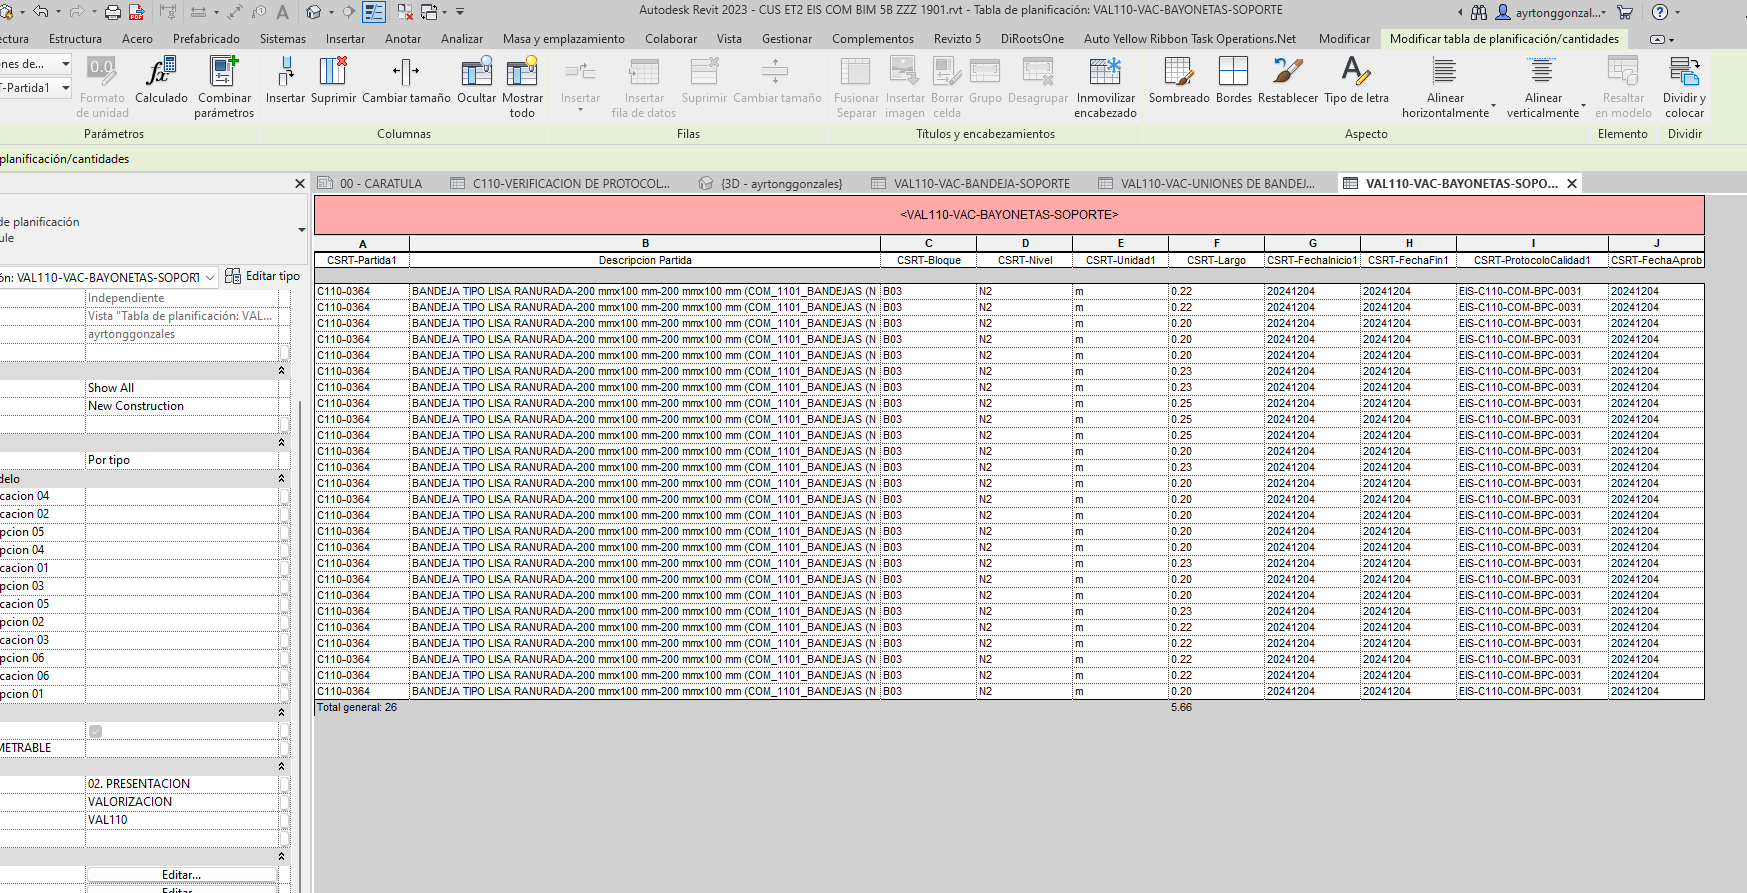 Autodesk Revit 2023 - CUS ET2 EIS COM BIM 5B ZZZ 1901.rvt - Tabla de planificación: VAL110-VAC-BAYONETAS-SOPORTE
ayrtonggonzal...
ectura Estructura Acero Prefabricado Sistemas Insertar Anotar Analizar Masa y emplazamiento Colaborar Vista Gestionar Complementos Revizto 5 DiRootsOne Auto Yellow Ribbon Task Operations.Net Modificar Modificar tabla de planificación/cantidades
nes de...
T-Partida1
Formato de unidad Calculado Combinar parámetros Insertar Suprimir Cambiar tamaño Ocultar Mostrar todo Insertar Insertar fila de datos Suprimir Cambiar tamaño Fusionar Separar Insertar imagen Borrar celda Grupo Desagrupar Inmovilizar encabezado Sombreado Bordes Restablecer Tipo de letra Alinear horizontalmente Alinear verticalmente Resaltar en modelo Dividir y colocar
Parámetros Columnas Filas Títulos y encabezamientos Aspecto Elemento Dividir
planificación/cantidades
00 - CARATULA C110-VERIFICACION DE PROTOCOL... {3D - ayrtonggonzales} VAL110-VAC-BANDEJA-SOPORTE VAL110-VAC-UNIONES DE BANDEJ... VAL110-VAC-BAYONETAS-SOPO...
de planificación
ule
ón: VAL110-VAC-BAYONETAS-SOPORT Editar tipo
Independiente
Vista "Tabla de planificación: VAL...
ayrtonggonzales
Show All
New Construction
Por tipo
delo
cacion 04
cacion 02
pcion 05
pcion 04
cacion 01
pcion 03
cacion 05
pcion 02
cacion 03
pcion 06
cacion 06
pcion 01
METRABLE
02. PRESENTACION
VALORIZACION
VAL110
Editar...
Editar
<VAL110-VAC-BAYONETAS-SOPORTE>
A B C D E F G H I J
CSRT-Partida1 Descripcion Partida CSRT-Bloque CSRT-Nivel CSRT-Unidad1 CSRT-Largo CSRT-FechaInicio1 CSRT-FechaFin1 CSRT-ProtocoloCalidad1 CSRT-FechaAprob
C110-0364 BANDEJA TIPO LISA RANURADA-200 mmx100 mm-200 mmx100 mm (COM_1101_BANDEJAS (N B03 N2 m 0.22 20241204 20241204 EIS-C110-COM-BPC-0031 20241204
C110-0364 BANDEJA TIPO LISA RANURADA-200 mmx100 mm-200 mmx100 mm (COM_1101_BANDEJAS (N B03 N2 m 0.22 20241204 20241204 EIS-C110-COM-BPC-0031 20241204
C110-0364 BANDEJA TIPO LISA RANURADA-200 mmx100 mm-200 mmx100 mm (COM_1101_BANDEJAS (N B03 N2 m 0.20 20241204 20241204 EIS-C110-COM-BPC-0031 20241204
C110-0364 BANDEJA TIPO LISA RANURADA-200 mmx100 mm-200 mmx100 mm (COM_1101_BANDEJAS (N B03 N2 m 0.20 20241204 20241204 EIS-C110-COM-BPC-0031 20241204
C110-0364 BANDEJA TIPO LISA RANURADA-200 mmx100 mm-200 mmx100 mm (COM_1101_BANDEJAS (N B03 N2 m 0.20 20241204 20241204 EIS-C110-COM-BPC-0031 20241204
C110-0364 BANDEJA TIPO LISA RANURADA-200 mmx100 mm-200 mmx100 mm (COM_1101_BANDEJAS (N B03 N2 m 0.23 20241204 20241204 EIS-C110-COM-BPC-0031 20241204
C110-0364 BANDEJA TIPO LISA RANURADA-200 mmx100 mm-200 mmx100 mm (COM_1101_BANDEJAS (N B03 N2 m 0.23 20241204 20241204 EIS-C110-COM-BPC-0031 20241204
C110-0364 BANDEJA TIPO LISA RANURADA-200 mmx100 mm-200 mmx100 mm (COM_1101_BANDEJAS (N B03 N2 m 0.25 20241204 20241204 EIS-C110-COM-BPC-0031 20241204
C110-0364 BANDEJA TIPO LISA RANURADA-200 mmx100 mm-200 mmx100 mm (COM_1101_BANDEJAS (N B03 N2 m 0.25 20241204 20241204 EIS-C110-COM-BPC-0031 20241204
C110-0364 BANDEJA TIPO LISA RANURADA-200 mmx100 mm-200 mmx100 mm (COM_1101_BANDEJAS (N B03 N2 m 0.25 20241204 20241204 EIS-C110-COM-BPC-0031 20241204
C110-0364 BANDEJA TIPO LISA RANURADA-200 mmx100 mm-200 mmx100 mm (COM_1101_BANDEJAS (N B03 N2 m 0.20 20241204 20241204 EIS-C110-COM-BPC-0031 20241204
C110-0364 BANDEJA TIPO LISA RANURADA-200 mmx100 mm-200 mmx100 mm (COM_1101_BANDEJAS (N B03 N2 m 0.23 20241204 20241204 EIS-C110-COM-BPC-0031 20241204
C110-0364 BANDEJA TIPO LISA RANURADA-200 mmx100 mm-200 mmx100 mm (COM_1101_BANDEJAS (N B03 N2 m 0.20 20241204 20241204 EIS-C110-COM-BPC-0031 20241204
C110-0364 BANDEJA TIPO LISA RANURADA-200 mmx100 mm-200 mmx100 mm (COM_1101_BANDEJAS (N B03 N2 m 0.20 20241204 20241204 EIS-C110-COM-BPC-0031 20241204
C110-0364 BANDEJA TIPO LISA RANURADA-200 mmx100 mm-200 mmx100 mm (COM_1101_BANDEJAS (N B03 N2 m 0.20 20241204 20241204 EIS-C110-COM-BPC-0031 20241204
C110-0364 BANDEJA TIPO LISA RANURADA-200 mmx100 mm-200 mmx100 mm (COM_1101_BANDEJAS (N B03 N2 m 0.20 20241204 20241204 EIS-C110-COM-BPC-0031 20241204
C110-0364 BANDEJA TIPO LISA RANURADA-200 mmx100 mm-200 mmx100 mm (COM_1101_BANDEJAS (N B03 N2 m 0.20 20241204 20241204 EIS-C110-COM-BPC-0031 20241204
C110-0364 BANDEJA TIPO LISA RANURADA-200 mmx100 mm-200 mmx100 mm (COM_1101_BANDEJAS (N B03 N2 m 0.23 20241204 20241204 EIS-C110-COM-BPC-0031 20241204
C110-0364 BANDEJA TIPO LISA RANURADA-200 mmx100 mm-200 mmx100 mm (COM_1101_BANDEJAS (N B03 N2 m 0.20 20241204 20241204 EIS-C110-COM-BPC-0031 20241204
C110-0364 BANDEJA TIPO LISA RANURADA-200 mmx100 mm-200 mmx100 mm (COM_1101_BANDEJAS (N B03 N2 m 0.20 20241204 20241204 EIS-C110-COM-BPC-0031 20241204
C110-0364 BANDEJA TIPO LISA RANURADA-200 mmx100 mm-200 mmx100 mm (COM_1101_BANDEJAS (N B03 N2 m 0.23 20241204 20241204 EIS-C110-COM-BPC-0031 20241204
C110-0364 BANDEJA TIPO LISA RANURADA-200 mmx100 mm-200 mmx100 mm (COM_1101_BANDEJAS (N B03 N2 m 0.22 20241204 20241204 EIS-C110-COM-BPC-0031 20241204
C110-0364 BANDEJA TIPO LISA RANURADA-200 mmx100 mm-200 mmx100 mm (COM_1101_BANDEJAS (N B03 N2 m 0.22 20241204 20241204 EIS-C110-COM-BPC-0031 20241204
C110-0364 BANDEJA TIPO LISA RANURADA-200 mmx100 mm-200 mmx100 mm (COM_1101_BANDEJAS (N B03 N2 m 0.22 20241204 20241204 EIS-C110-COM-BPC-0031 20241204
C110-0364 BANDEJA TIPO LISA RANURADA-200 mmx100 mm-200 mmx100 mm (COM_1101_BANDEJAS (N B03 N2 m 0.22 20241204 20241204 EIS-C110-COM-BPC-0031 20241204
C110-0364 BANDEJA TIPO LISA RANURADA-200 mmx100 mm-200 mmx100 mm (COM_1101_BANDEJAS (N B03 N2 m 0.20 20241204 20241204 EIS-C110-COM-BPC-0031 20241204
Total general: 26 5.66